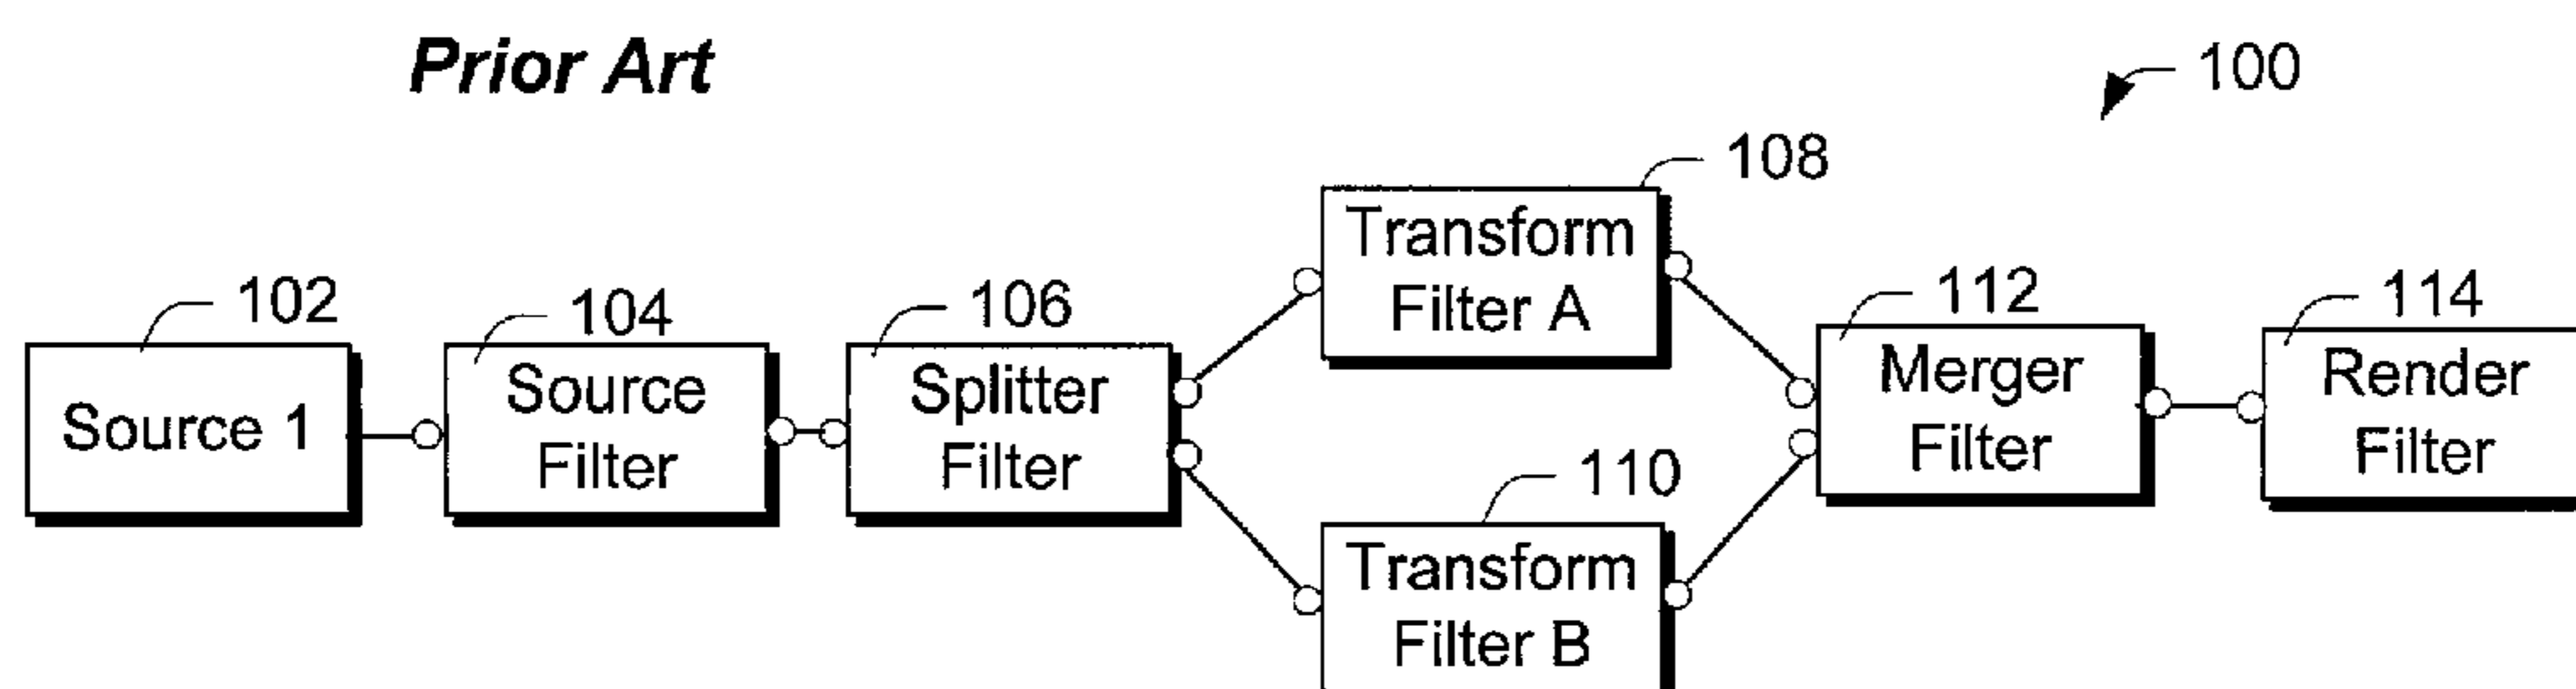 Prior Art
100
108
Transform
Filter A
102
104
106
112
114
Source 1
Source
Filter
Splitter
Filter
Merger
Filter
Render
Filter
110
Transform
Filter B